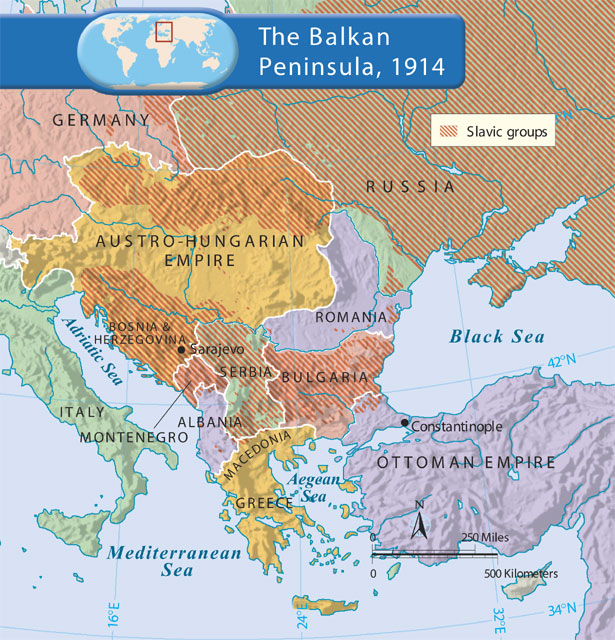 The Balkan
Peninsula, 1914
GERMANY
Slavic groups
RUSSIA
AUSTRO-HUNGARIAN
EMPIRE
ROMANIA
Black Sea
BOSNIA &
HERZEGOVINA
Sarajevo
Adriatic Sea
SERBIA
BULGARIA
42°N
ITALY
MONTENEGRO
ALBANIA
MACEDONIA
Constantinople
OTTOMAN EMPIRE
Aegean
Sea
GREECE
N
0 250 Miles
0 500 Kilometers
Mediterranean
Sea
34°N
16°E
24°E
32°E